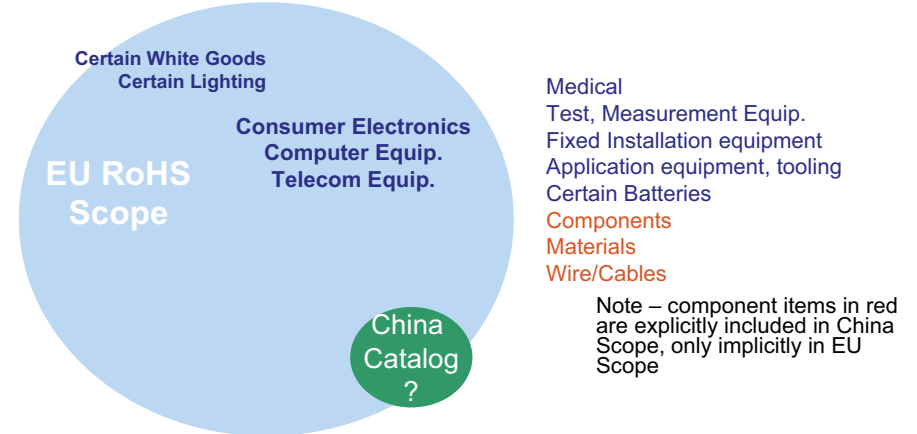 Certain White Goods
Certain Lighting
Consumer Electronics
Computer Equip.
Telecom Equip.
EU RoHS
Scope
China
Catalog
?
Medical
Test, Measurement Equip.
Fixed Installation equipment
Application equipment, tooling
Certain Batteries
Components
Materials
Wire/Cables
Note – component items in red
are explicitly included in China
Scope, only implicitly in EU
Scope